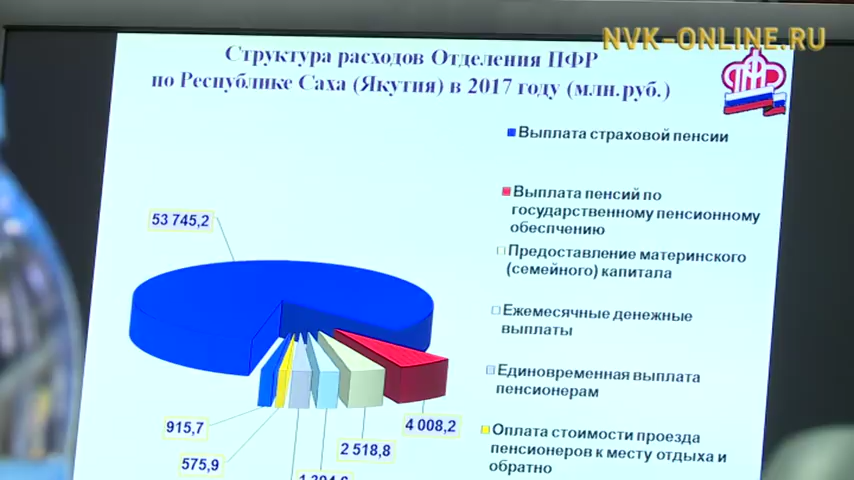 NVK-ONLINE.RU
Структура расходов Отделения ПФР
по Республике Саха (Якутия) в 2017 году (млн.руб.)
Выплата страховой пенсии
Выплата пенсий по
государственному пенсионному
обеспчению
Предоставление материнского
(семейного) капитала
Ежемесячные денежные
выплаты
Единовременная выплата
пенсионерам
Оплата стоимости проезда
пенсионеров к месту отдыха и
обратно
53 745,2
4 008,2
2 518,8
915,7
575,9